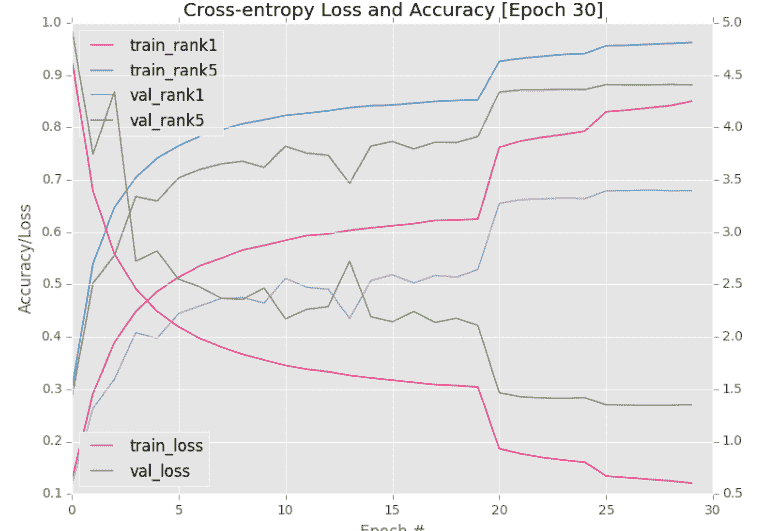 Cross-entropy Loss and Accuracy [Epoch 30]
1.0
0.9
0.8
0.7
0.6
0.5
0.4
0.3
0.2
0.1
Accuracy/Loss
train_rank1
train_rank5
val_rank1
val_rank5
train_loss
val_loss
5.0
4.5
4.0
3.5
3.0
2.5
2.0
1.5
1.0
0.5
0 5 10 15 20 25 30
Epoch #